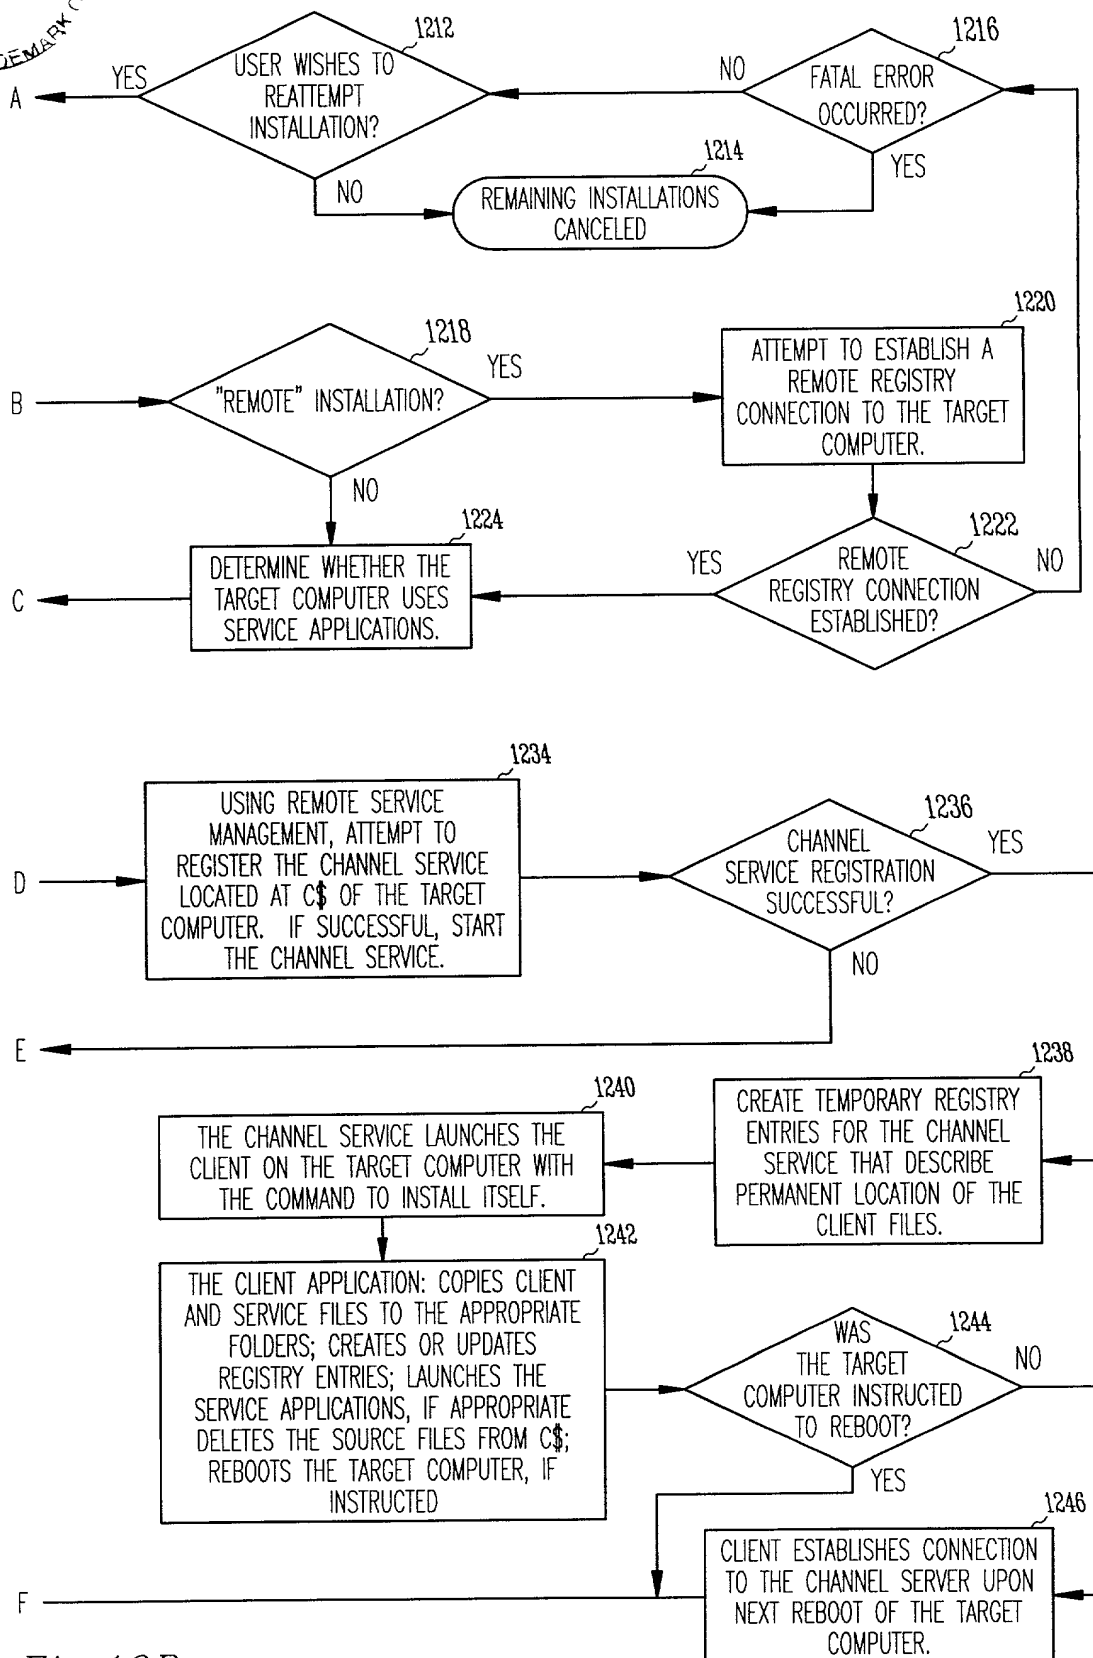 DEMARK
1212
USER WISHES TO
REATTEMPT
INSTALLATION?
YES
A
NO
1216
FATAL ERROR
OCCURRED?
NO
YES
1214
REMAINING INSTALLATIONS
CANCELED
B
1218
"REMOTE" INSTALLATION?
YES
NO
1220
ATTEMPT TO ESTABLISH A
REMOTE REGISTRY
CONNECTION TO THE TARGET
COMPUTER.
1222
REMOTE
REGISTRY CONNECTION
ESTABLISHED?
YES
NO
1224
DETERMINE WHETHER THE
TARGET COMPUTER USES
SERVICE APPLICATIONS.
C
D
1234
USING REMOTE SERVICE
MANAGEMENT, ATTEMPT TO
REGISTER THE CHANNEL SERVICE
LOCATED AT C$ OF THE TARGET
COMPUTER. IF SUCCESSFUL, START
THE CHANNEL SERVICE.
1236
CHANNEL
SERVICE REGISTRATION
SUCCESSFUL?
YES
NO
E
1238
CREATE TEMPORARY REGISTRY
ENTRIES FOR THE CHANNEL
SERVICE THAT DESCRIBE
PERMANENT LOCATION OF THE
CLIENT FILES.
1240
THE CHANNEL SERVICE LAUNCHES THE
CLIENT ON THE TARGET COMPUTER WITH
THE COMMAND TO INSTALL ITSELF.
1242
THE CLIENT APPLICATION: COPIES CLIENT
AND SERVICE FILES TO THE APPROPRIATE
FOLDERS; CREATES OR UPDATES
REGISTRY ENTRIES; LAUNCHES THE
SERVICE APPLICATIONS, IF APPROPRIATE
DELETES THE SOURCE FILES FROM C$;
REBOOTS THE TARGET COMPUTER, IF
INSTRUCTED
1244
WAS
THE TARGET
COMPUTER INSTRUCTED
TO REBOOT?
NO
YES
1246
CLIENT ESTABLISHES CONNECTION
TO THE CHANNEL SERVER UPON
NEXT REBOOT OF THE TARGET
COMPUTER.
F